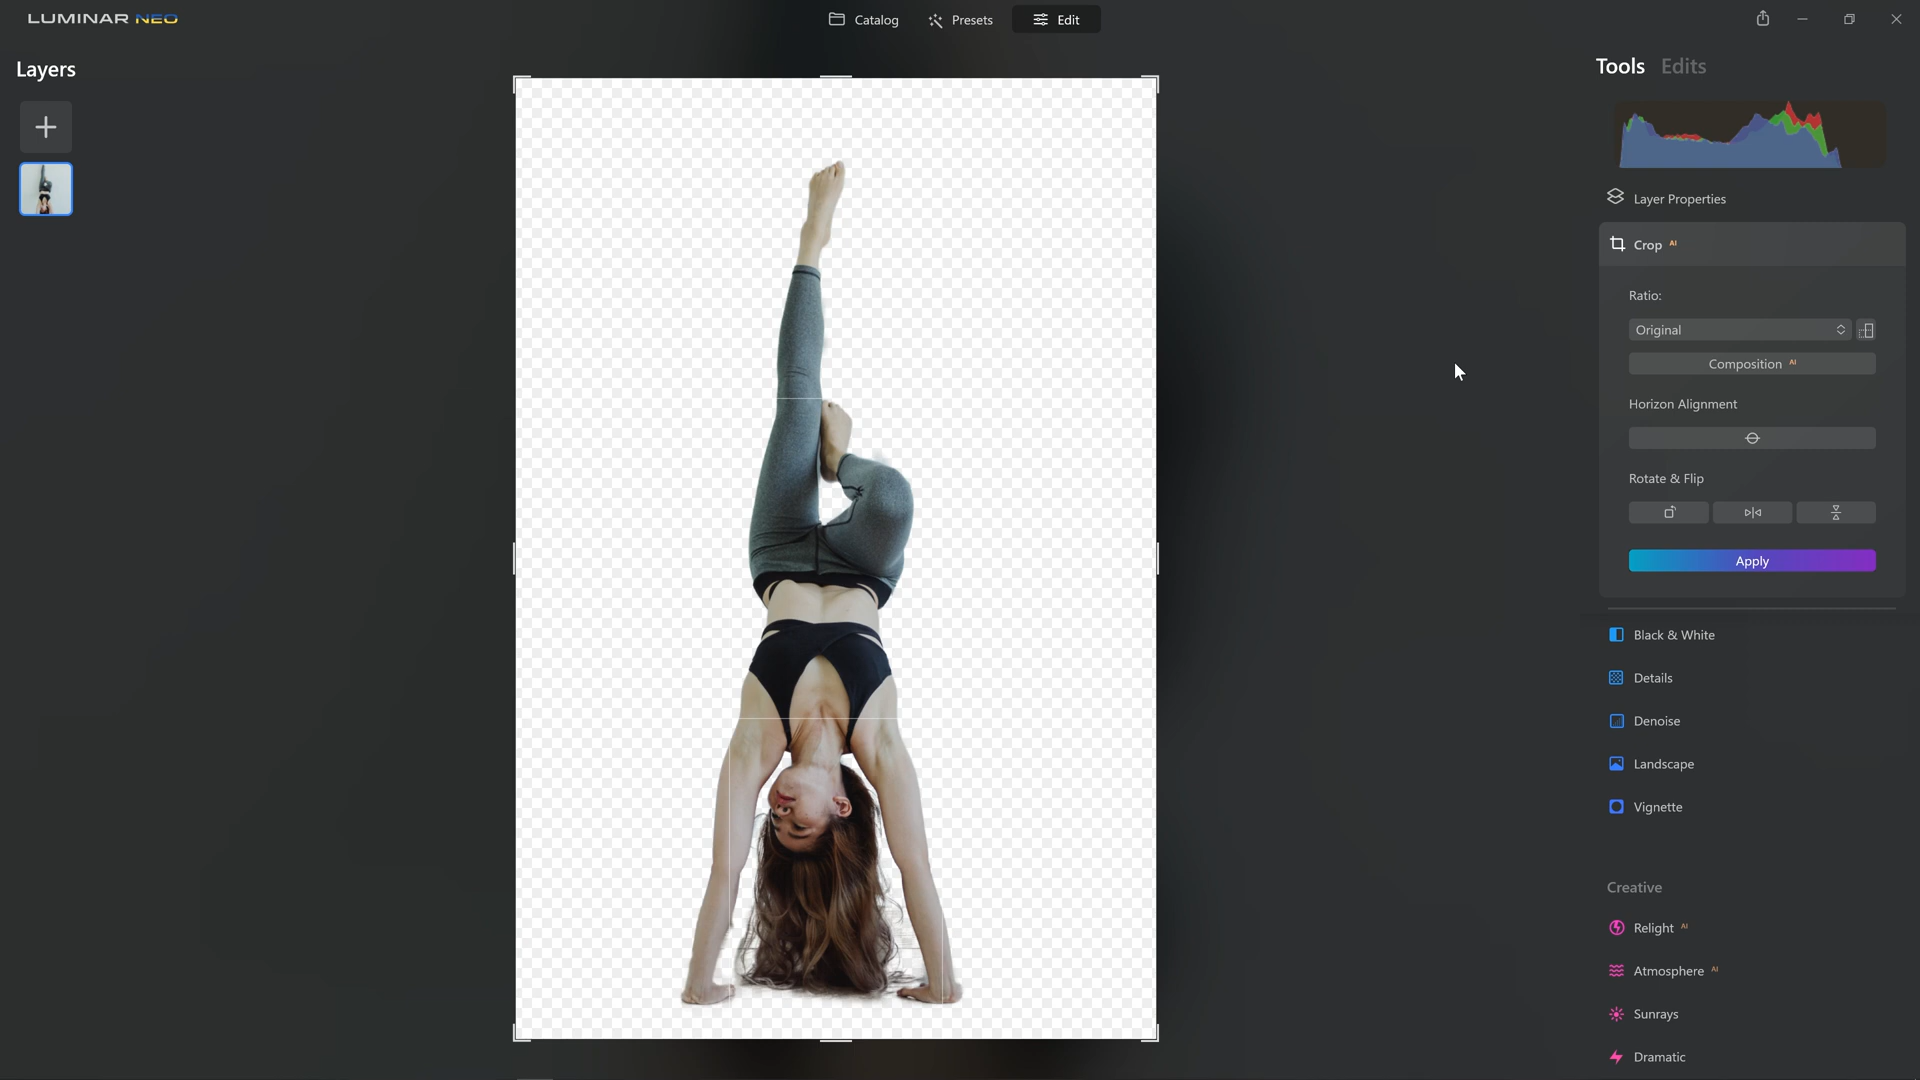 LUMINAR NEO
Catalog
Presets
Edit
Layers
Tools Edits
Layer Properties
Crop AI
Ratio:
Original
Composition AI
Horizon Alignment
Rotate & Flip
Apply
Black & White
Details
Denoise
Landscape
Vignette
Creative
Relight AI
Atmosphere AI
Sunrays
Dramatic